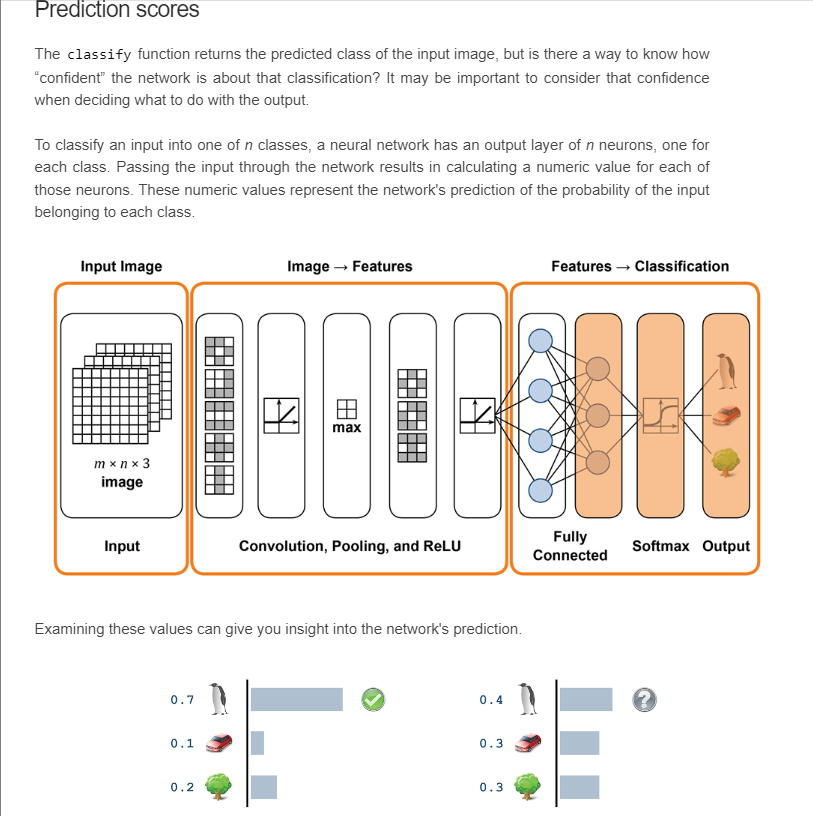 Prediction scores
The classify function returns the predicted class of the input image, but is there a way to know how
“confident” the network is about that classification? It may be important to consider that confidence
when deciding what to do with the output.
To classify an input into one of n classes, a neural network has an output layer of n neurons, one for
each class. Passing the input through the network results in calculating a numeric value for each of
those neurons. These numeric values represent the network's prediction of the probability of the input
belonging to each class.
Input Image
Image → Features
Features → Classification
max
m × n × 3
image
Input
Convolution, Pooling, and ReLU
Fully
Connected
Softmax
Output
Examining these values can give you insight into the network's prediction.
0.7
0.1
0.2
0.4
?
0.3
0.3